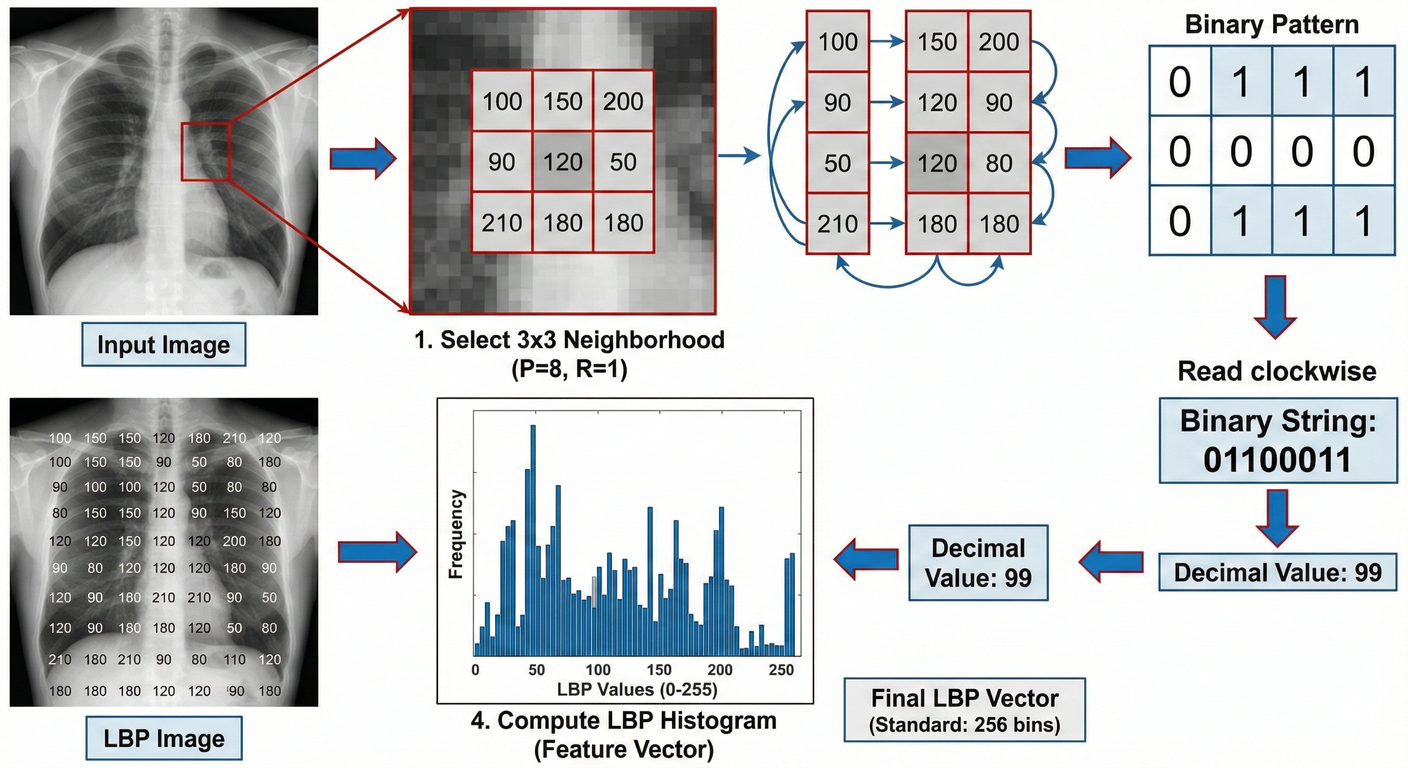 Input Image
100 150 200
90 120 50
210 180 180
1. Select 3x3 Neighborhood
(P=8, R=1)
100 150 200
90 120 90
50 120 80
210 180 180
Binary Pattern
0 1 1 1
0 0 0 0
0 1 1 1
Read clockwise
Binary String:
01100011
Decimal Value: 99
Decimal
Value: 99
100 150 150 120 180 210 120
100 150 150 90 50 80 180
90 100 100 120 50 80 80
80 150 150 120 90 150 120
120 120 150 120 120 200 180
90 80 120 120 120 180 90
120 90 180 210 210 90 50
120 90 180 180 120 50 80
210 180 210 90 80 110 120
180 180 180 120 120 90 180
LBP Image
Frequency
0 50 100 150 200 250
LBP Values (0-255)
4. Compute LBP Histogram
(Feature Vector)
Final LBP Vector
(Standard: 256 bins)